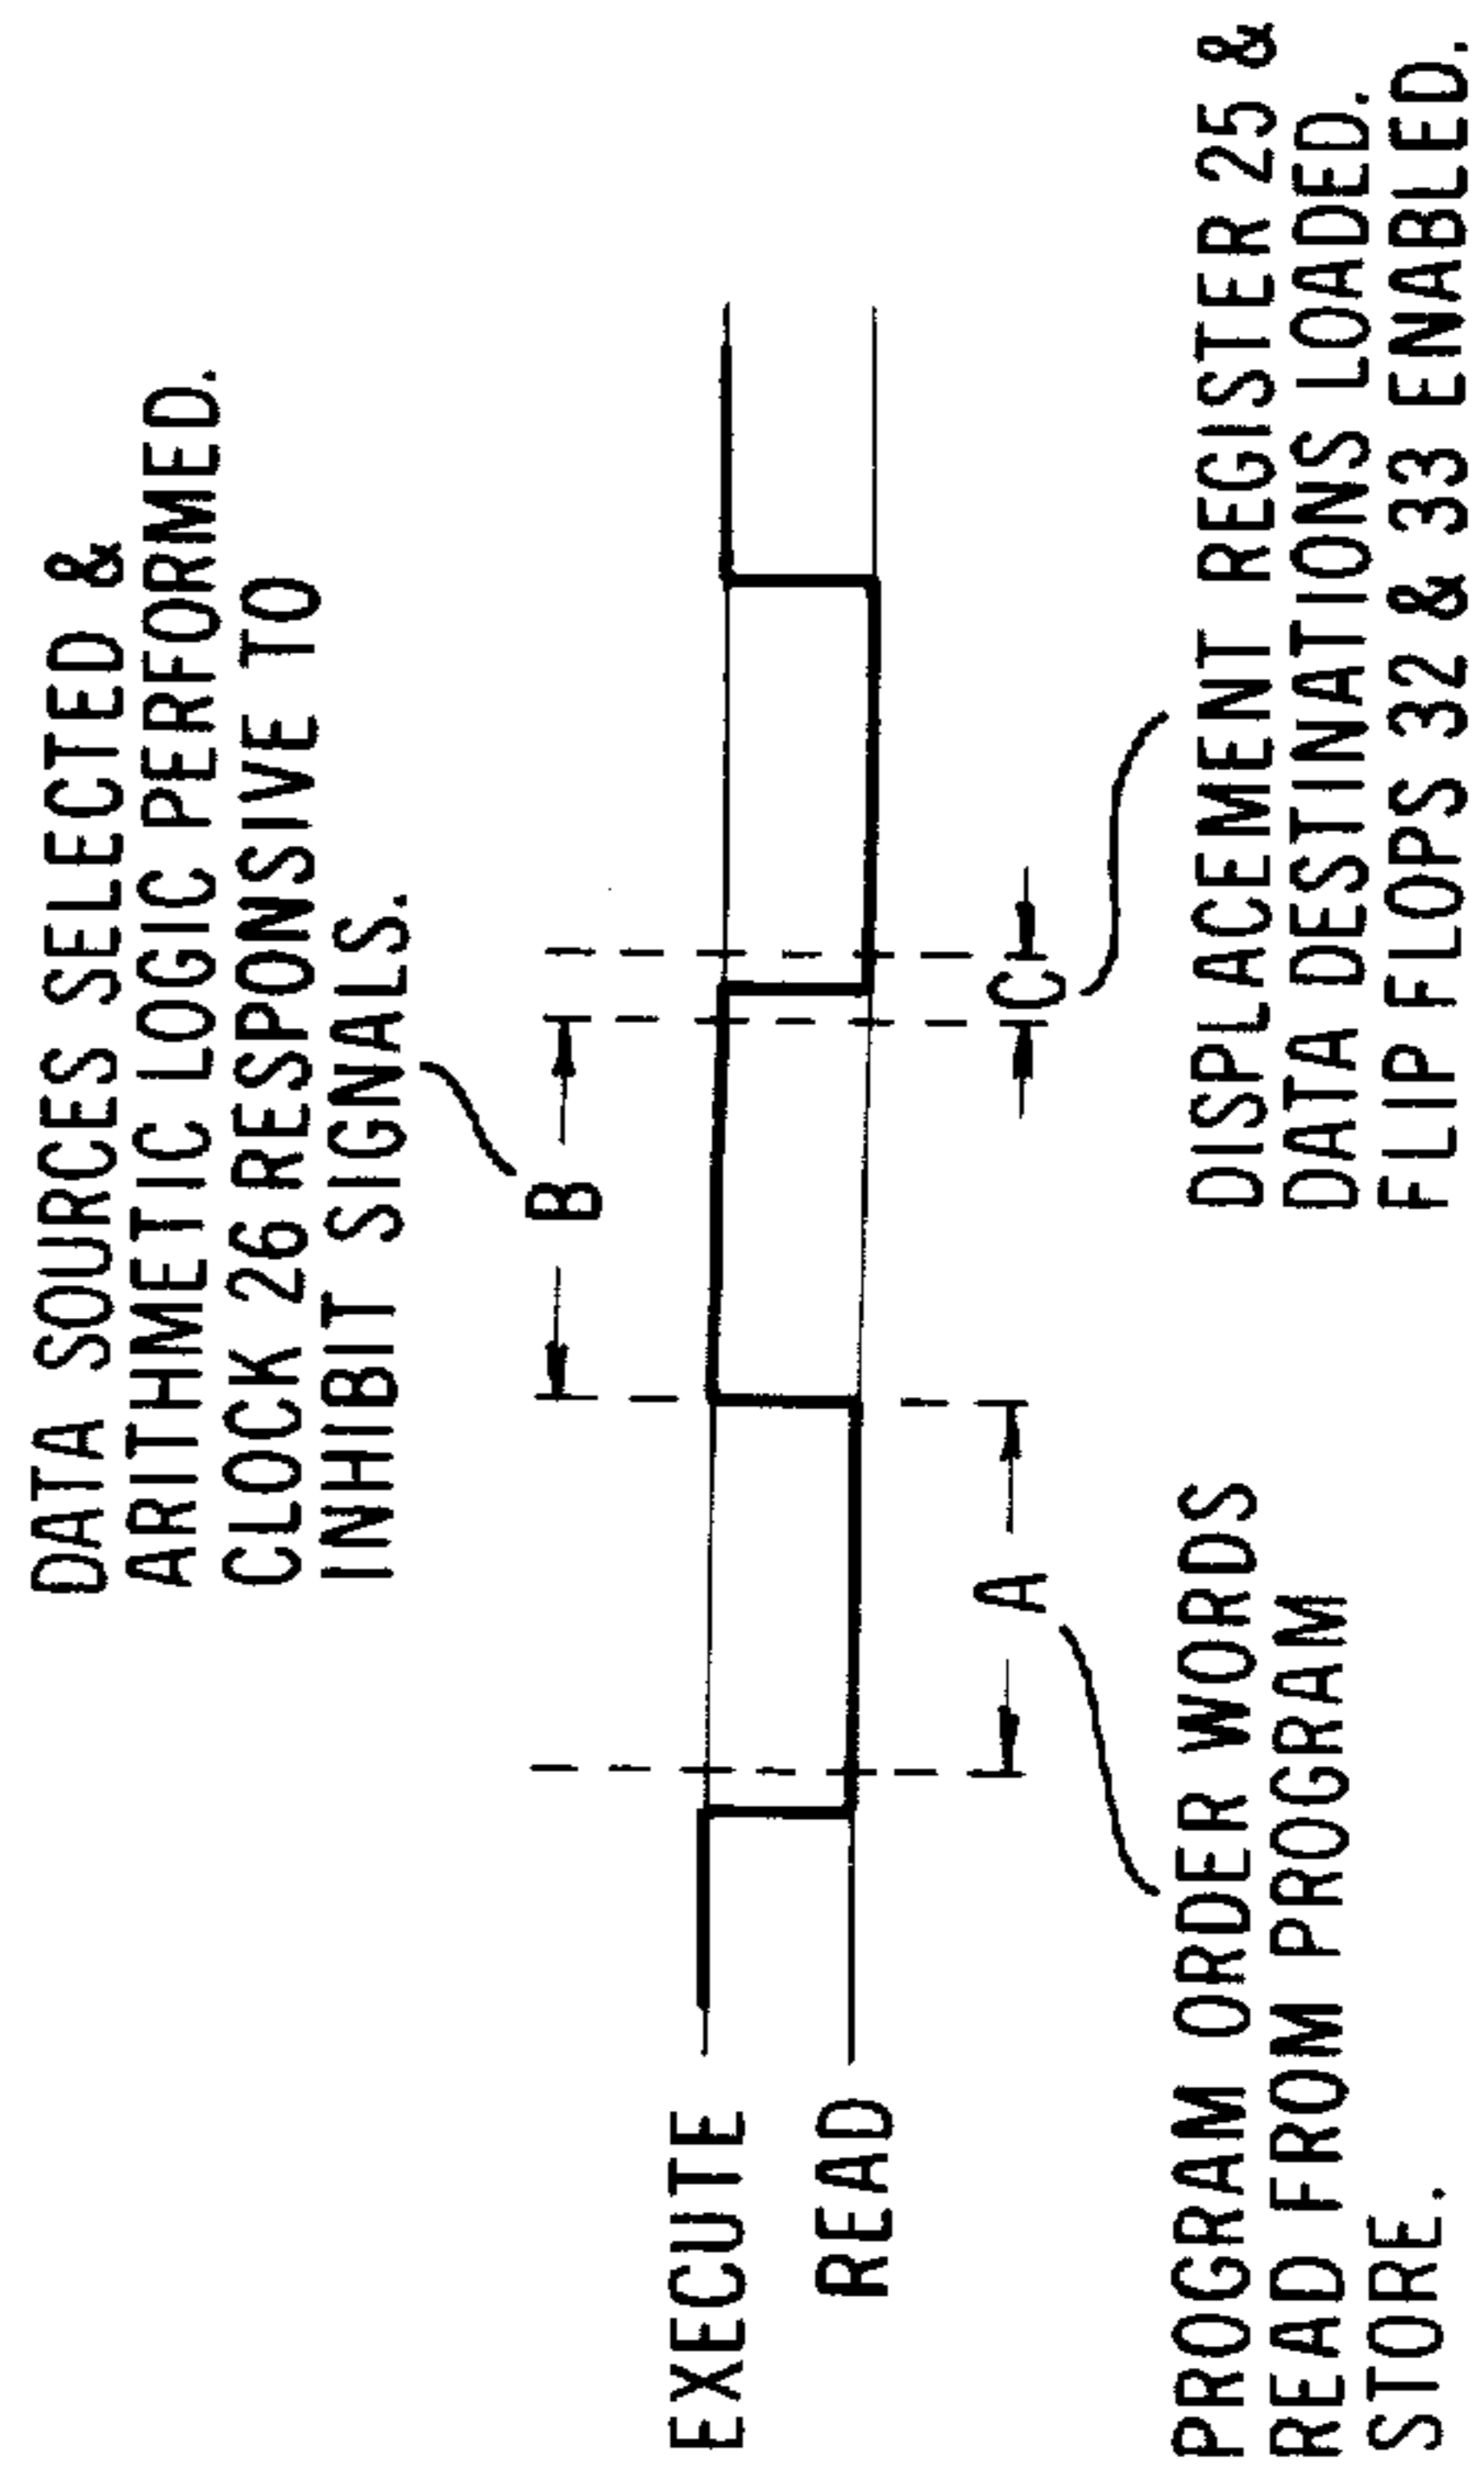 DATA SOURCES SELECTED &
ARITHMETIC LOGIC PERFORMED.
CLOCK 26 RESPONSIVE TO
INHIBIT SIGNALS.
B
EXECUTE
READ
A
C
PROGRAM ORDER WORDS
READ FROM PROGRAM
STORE.
DISPLACEMENT REGISTER 25 &
DATA DESTINATIONS LOADED.
FLIP FLOPS 32 & 33 ENABLED.